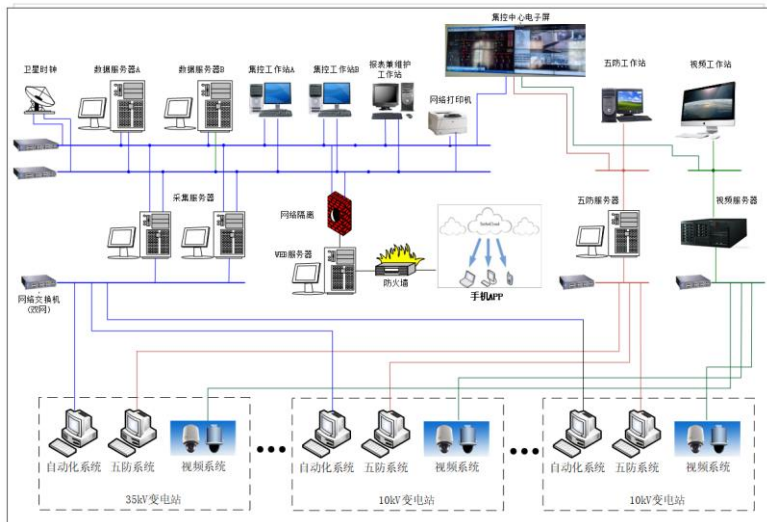 集控中心电子屏
卫星时钟
数据服务器A
数据服务器B
集控工作站A
集控工作站B
报表兼维护
工作站
网络打印机
五防工作站
视频工作站
采集服务器
网络隔离
WEB服务器
防火墙
手机APP
五防服务器
视频服务器
网络交换机
(双网)
自动化系统
五防系统
视频系统
35kV变电站
自动化系统
五防系统
视频系统
10kV变电站
自动化系统
五防系统
视频系统
10kV变电站